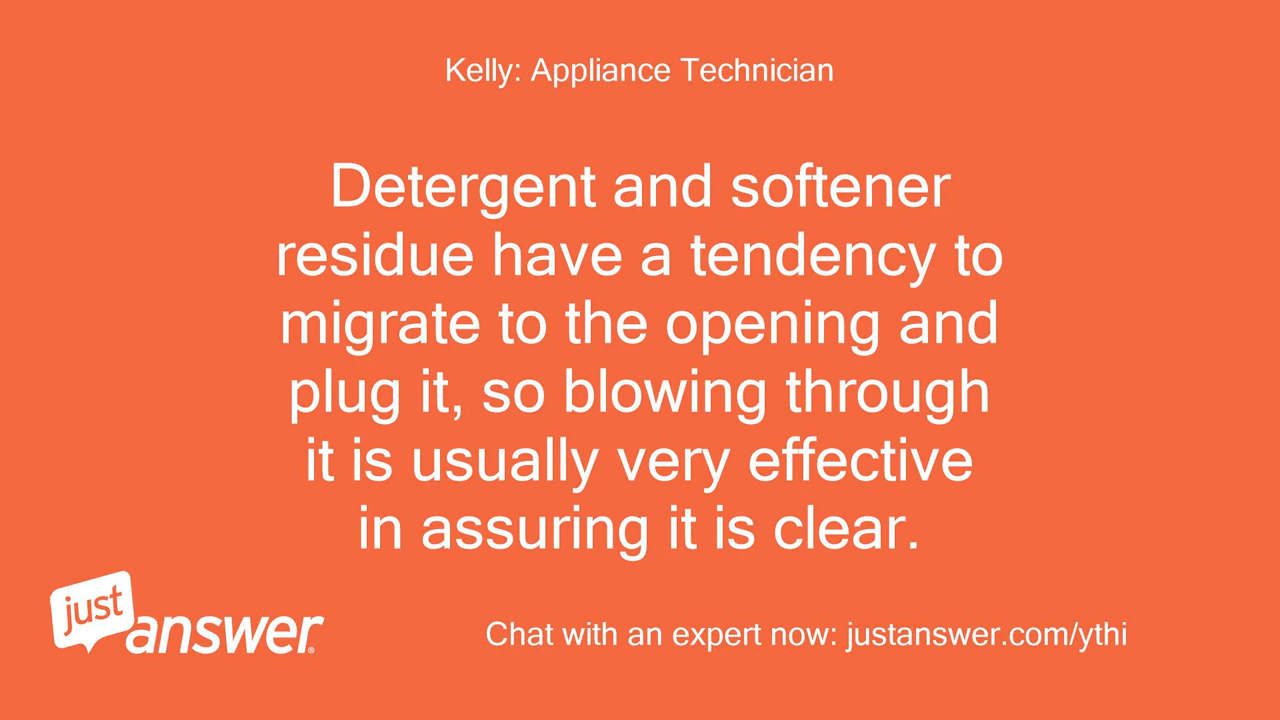 Kelly: Appliance Technician
Detergent and softener
residue have a tendency to
migrate to the opening and
plug it, so blowing through
it is usually very effective
in assuring it is clear.
just
answer®
Chat with an expert now: justanswer.com/ythi